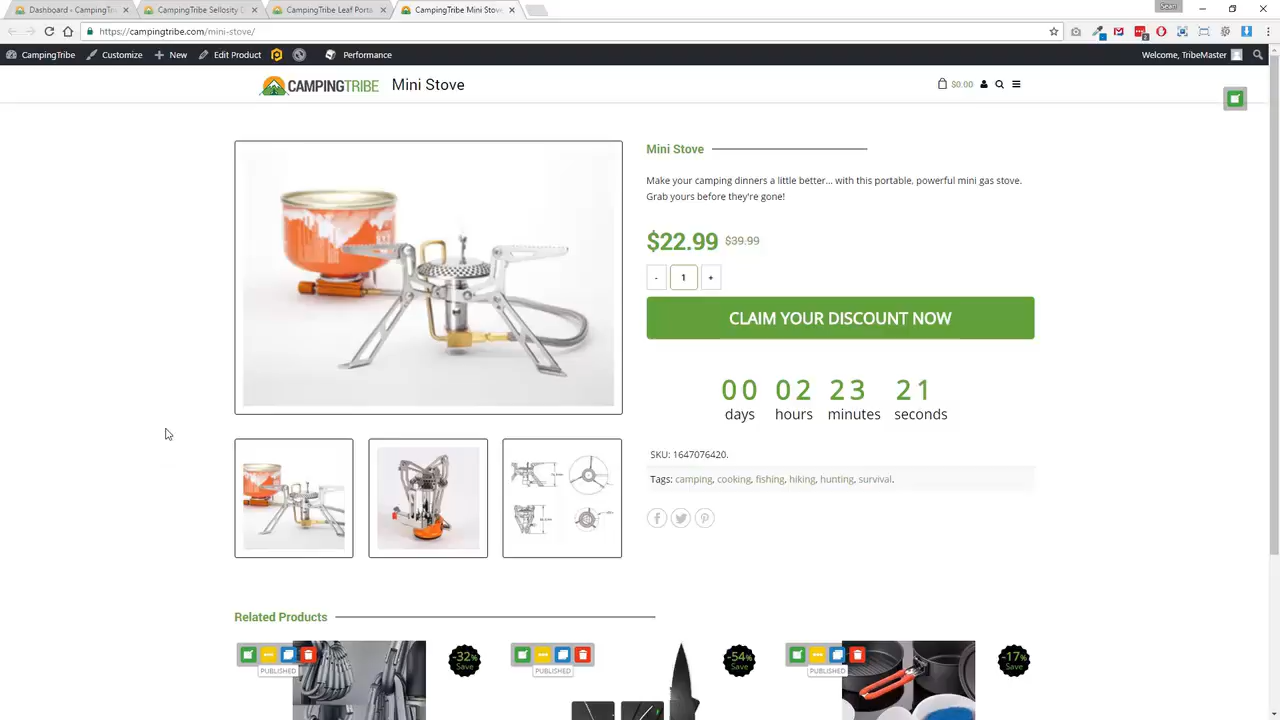 Dashboard - CampingTr
CampingTribe Sellosity D
CampingTribe Leaf Porta
CampingTribe Mini Stov
Sean
https://campingtribe.com/mini-stove/
CampingTribe
Customize
New
Edit Product
Performance
Welcome, TribeMaster
CAMPINGTRIBE
Mini Stove
$0.00
Mini Stove
Make your camping dinners a little better... with this portable, powerful mini gas stove.
Grab yours before they're gone!
$22.99 $39.99
- 1 +
CLAIM YOUR DISCOUNT NOW
00 02 23 21
days hours minutes seconds
SKU: 1647076420.
Tags: camping, cooking, fishing, hiking, hunting, survival.
Related Products
PUBLISHED
-32%
Save
PUBLISHED
-54%
Save
PUBLISHED
-17%
Save